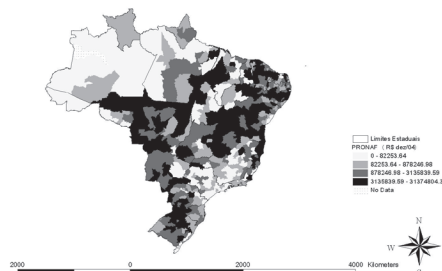 Limites Estaduais
PRONAF ( R$ dez/04)
0 - 82253.64
82253.64 - 878246.98
878246.98 - 3135839.59
3135839.59 - 31374804.
No Data
N
W
S
2000 0 2000 4000 Kilometers